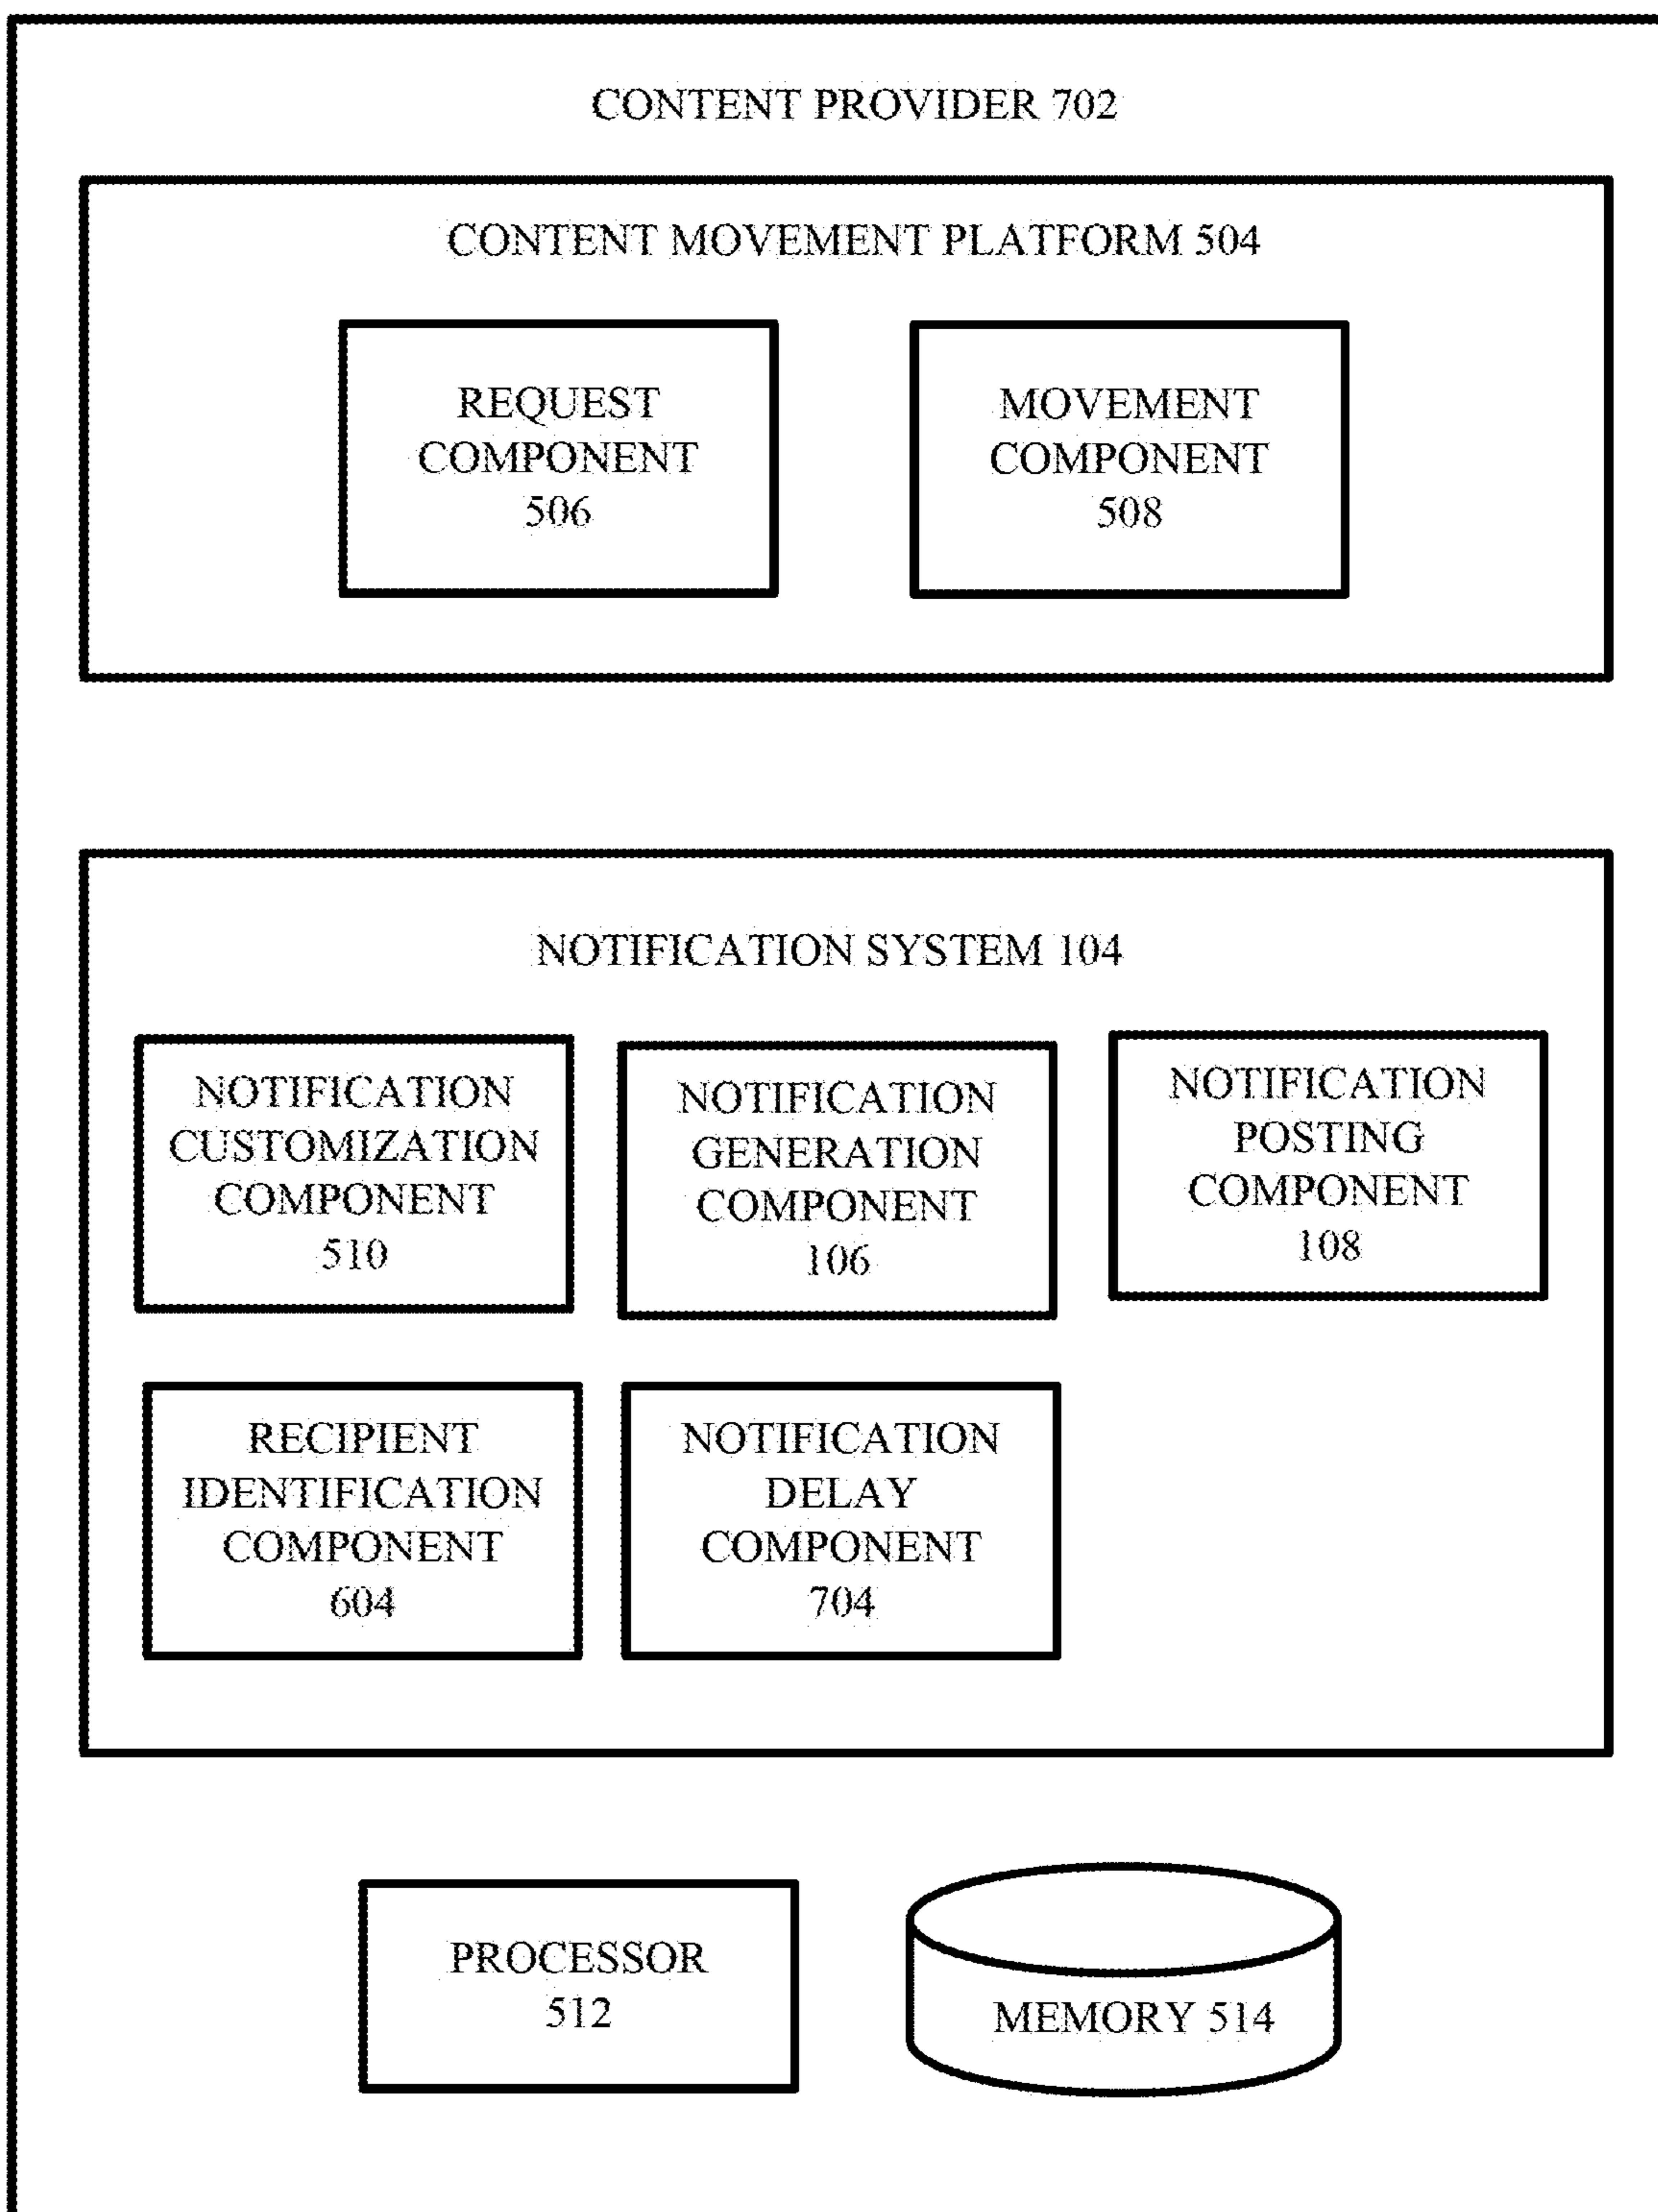 CONTENT PROVIDER 702
CONTENT MOVEMENT PLATFORM 504
REQUEST
COMPONENT
506
MOVEMENT
COMPONENT
508
NOTIFICATION SYSTEM 104
NOTIFICATION
CUSTOMIZATION
COMPONENT
510
NOTIFICATION
GENERATION
COMPONENT
106
NOTIFICATION
POSTING
COMPONENT
108
RECIPIENT
IDENTIFICATION
COMPONENT
604
NOTIFICATION
DELAY
COMPONENT
704
PROCESSOR
512
MEMORY 514